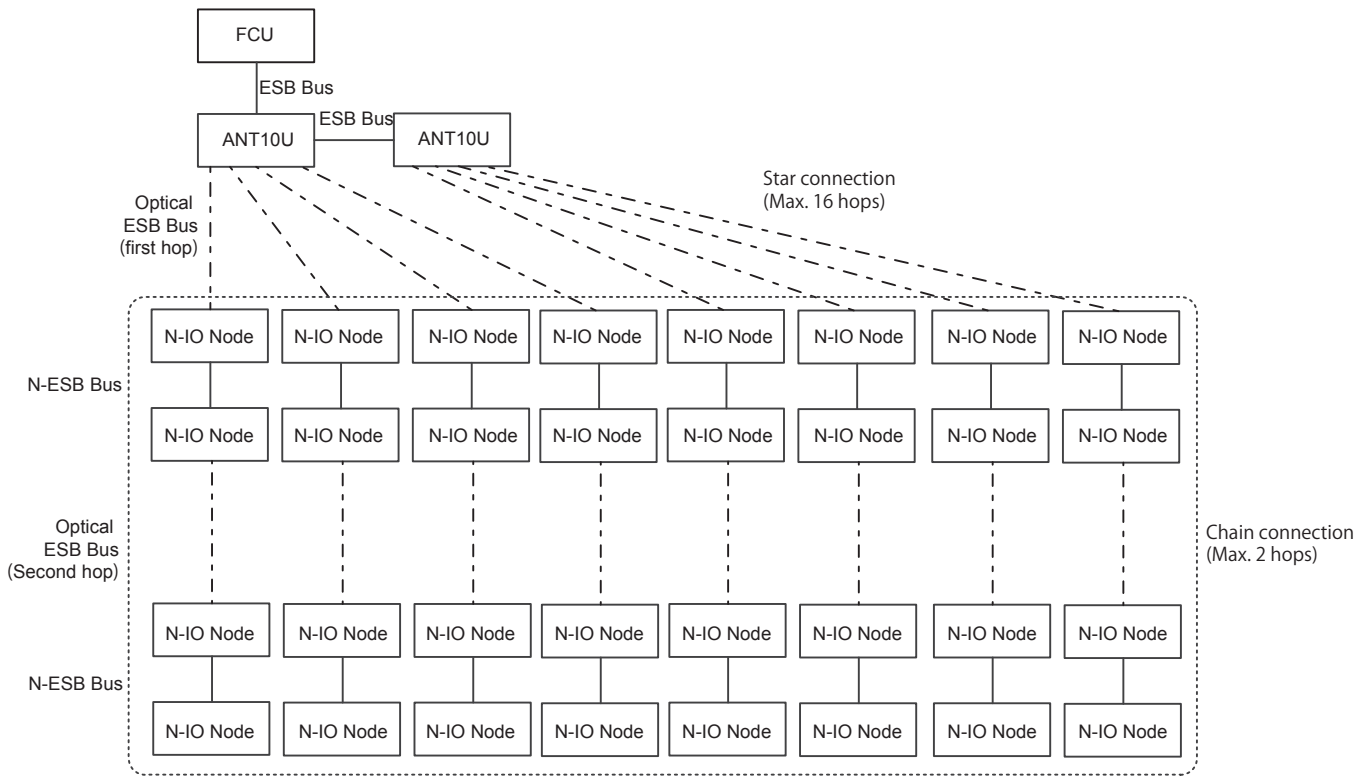 FCU
ESB Bus
ESB Bus
ANT10U
ANT10U
Star connection
(Max. 16 hops)
Optical
ESB Bus
(first hop)
N-IO Node
N-IO Node
N-IO Node
N-IO Node
N-IO Node
N-IO Node
N-IO Node
N-IO Node
N-ESB Bus
N-IO Node
N-IO Node
N-IO Node
N-IO Node
N-IO Node
N-IO Node
N-IO Node
N-IO Node
Optical
ESB Bus
(Second hop)
Chain connection
(Max. 2 hops)
N-IO Node
N-IO Node
N-IO Node
N-IO Node
N-IO Node
N-IO Node
N-IO Node
N-IO Node
N-ESB Bus
N-IO Node
N-IO Node
N-IO Node
N-IO Node
N-IO Node
N-IO Node
N-IO Node
N-IO Node